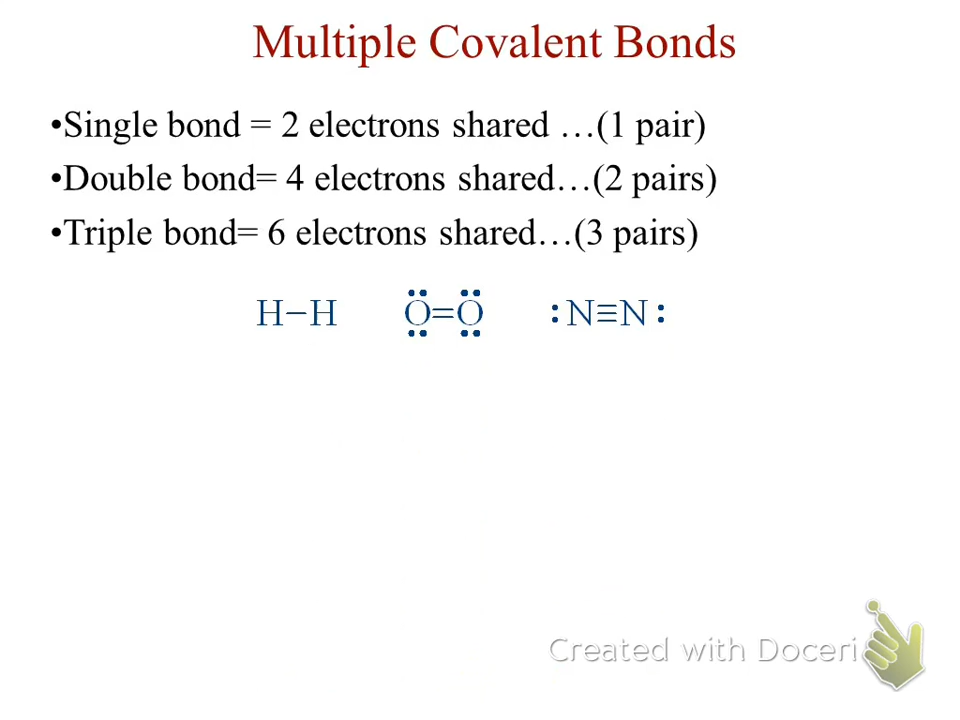 Multiple Covalent Bonds
•Single bond = 2 electrons shared …(1 pair)
•Double bond= 4 electrons shared…(2 pairs)
•Triple bond= 6 electrons shared…(3 pairs)
H−H O=O :N≡N:
Created with Doceri